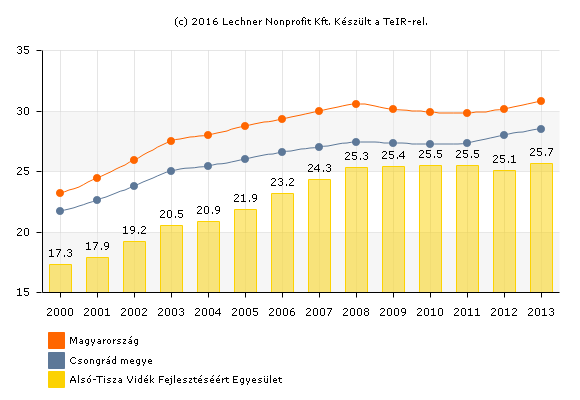 (c) 2016 Lechner Nonprofit Kft. Készült a TeIR-rel.
35
30
25
20
15
17.3 17.9 19.2 20.5 20.9 21.9 23.2 24.3 25.3 25.4 25.5 25.5 25.1 25.7
2000 2001 2002 2003 2004 2005 2006 2007 2008 2009 2010 2011 2012 2013
Magyarország
Csongrád megye
Alsó-Tisza Vidék Fejlesztéséért Egyesület